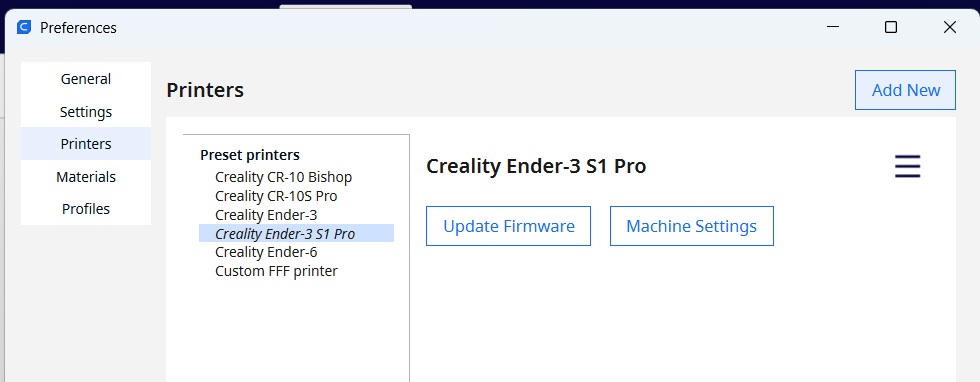 Preferences
General
Settings
Printers
Materials
Profiles
Printers
Add New
Preset printers
Creality CR-10 Bishop
Creality CR-10S Pro
Creality Ender-3
Creality Ender-3 S1 Pro
Creality Ender-6
Custom FFF printer
Creality Ender-3 S1 Pro
Update Firmware
Machine Settings